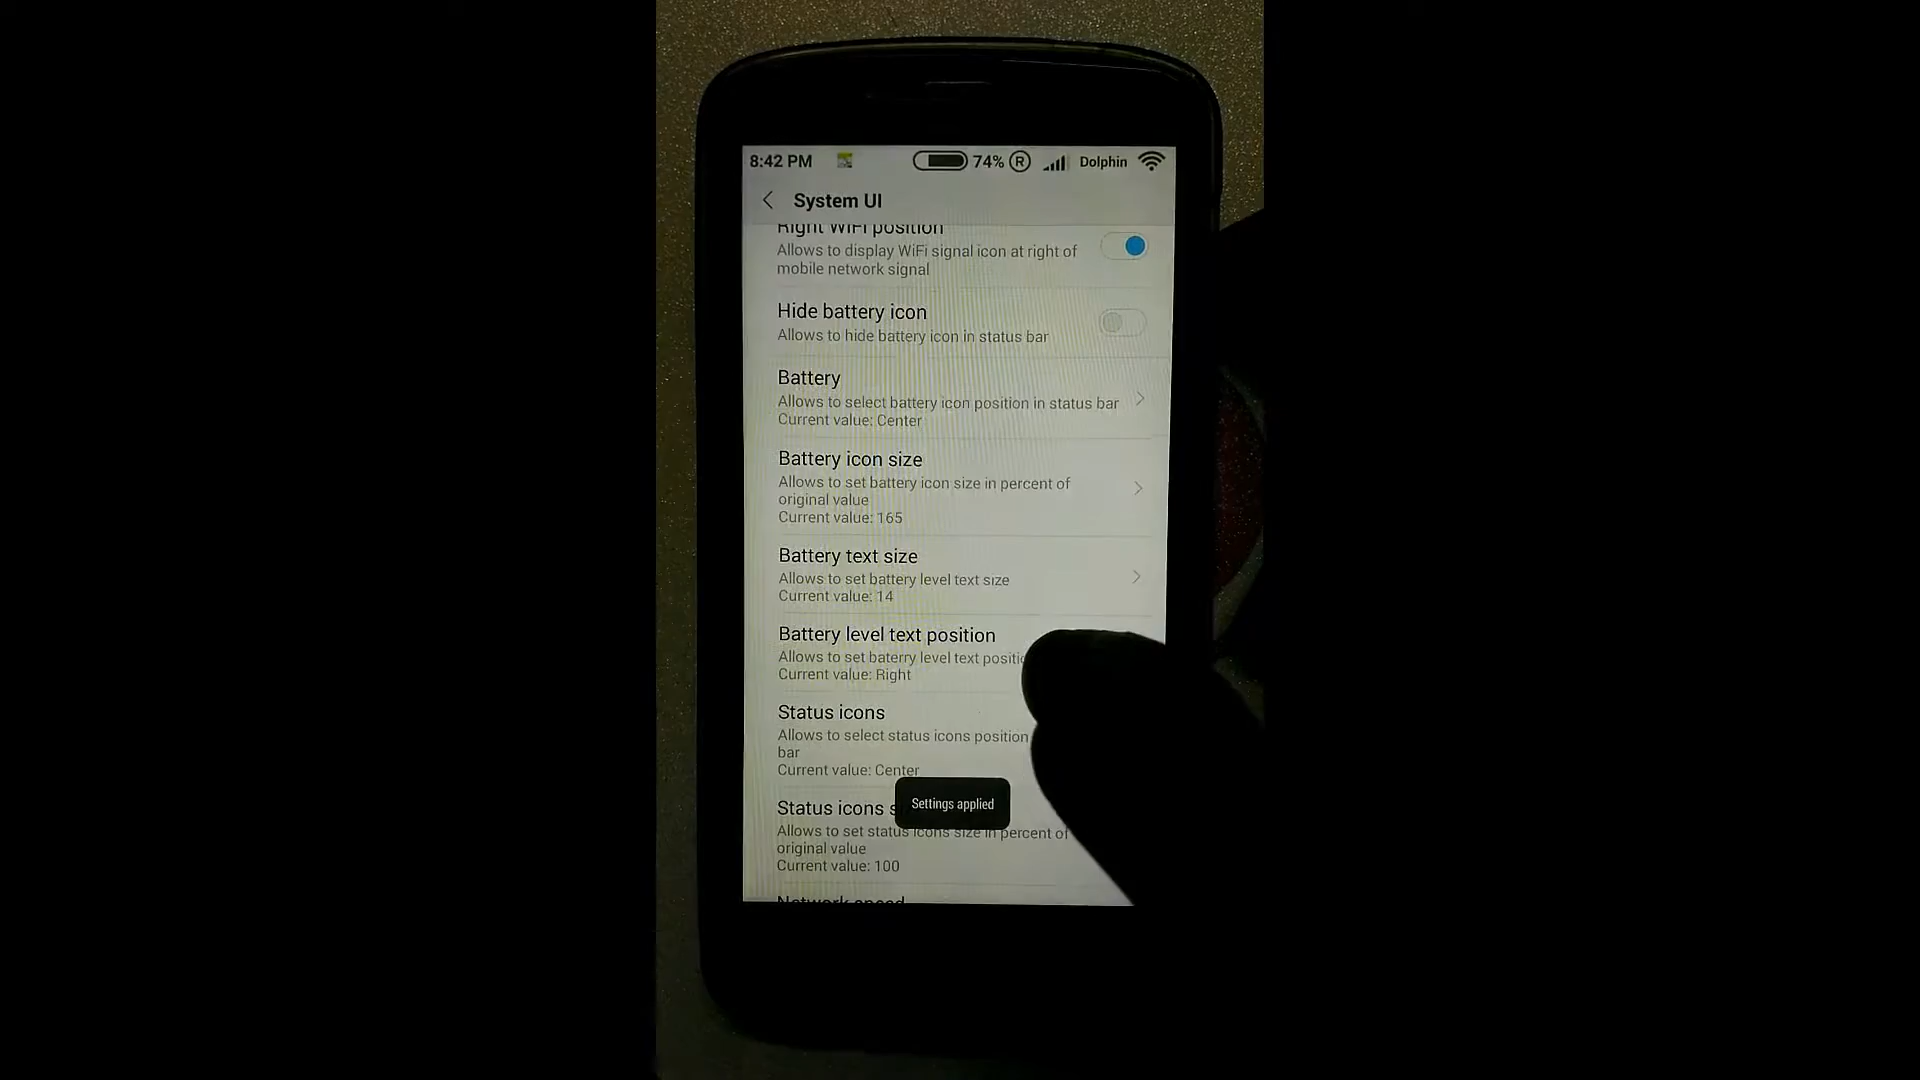 8:42 PM 74% R Dolphin
System UI
Right WiFi position
Allows to display WiFi signal icon at right of
mobile network signal
Hide battery icon
Allows to hide battery icon in status bar
Battery
Allows to select battery icon position in status bar
Current value: Center
Battery icon size
Allows to set battery icon size in percent of
original value
Current value: 165
Battery text size
Allows to set battery level text size
Current value: 14
Battery level text position
Allows to set baterry level text
Current value: Right
Status icons
Allows to select status icons position
bar
Current value: Center
Settings applied
Status icons
Allows to set status icons size in percent of
original value
Current value: 100
Network speed